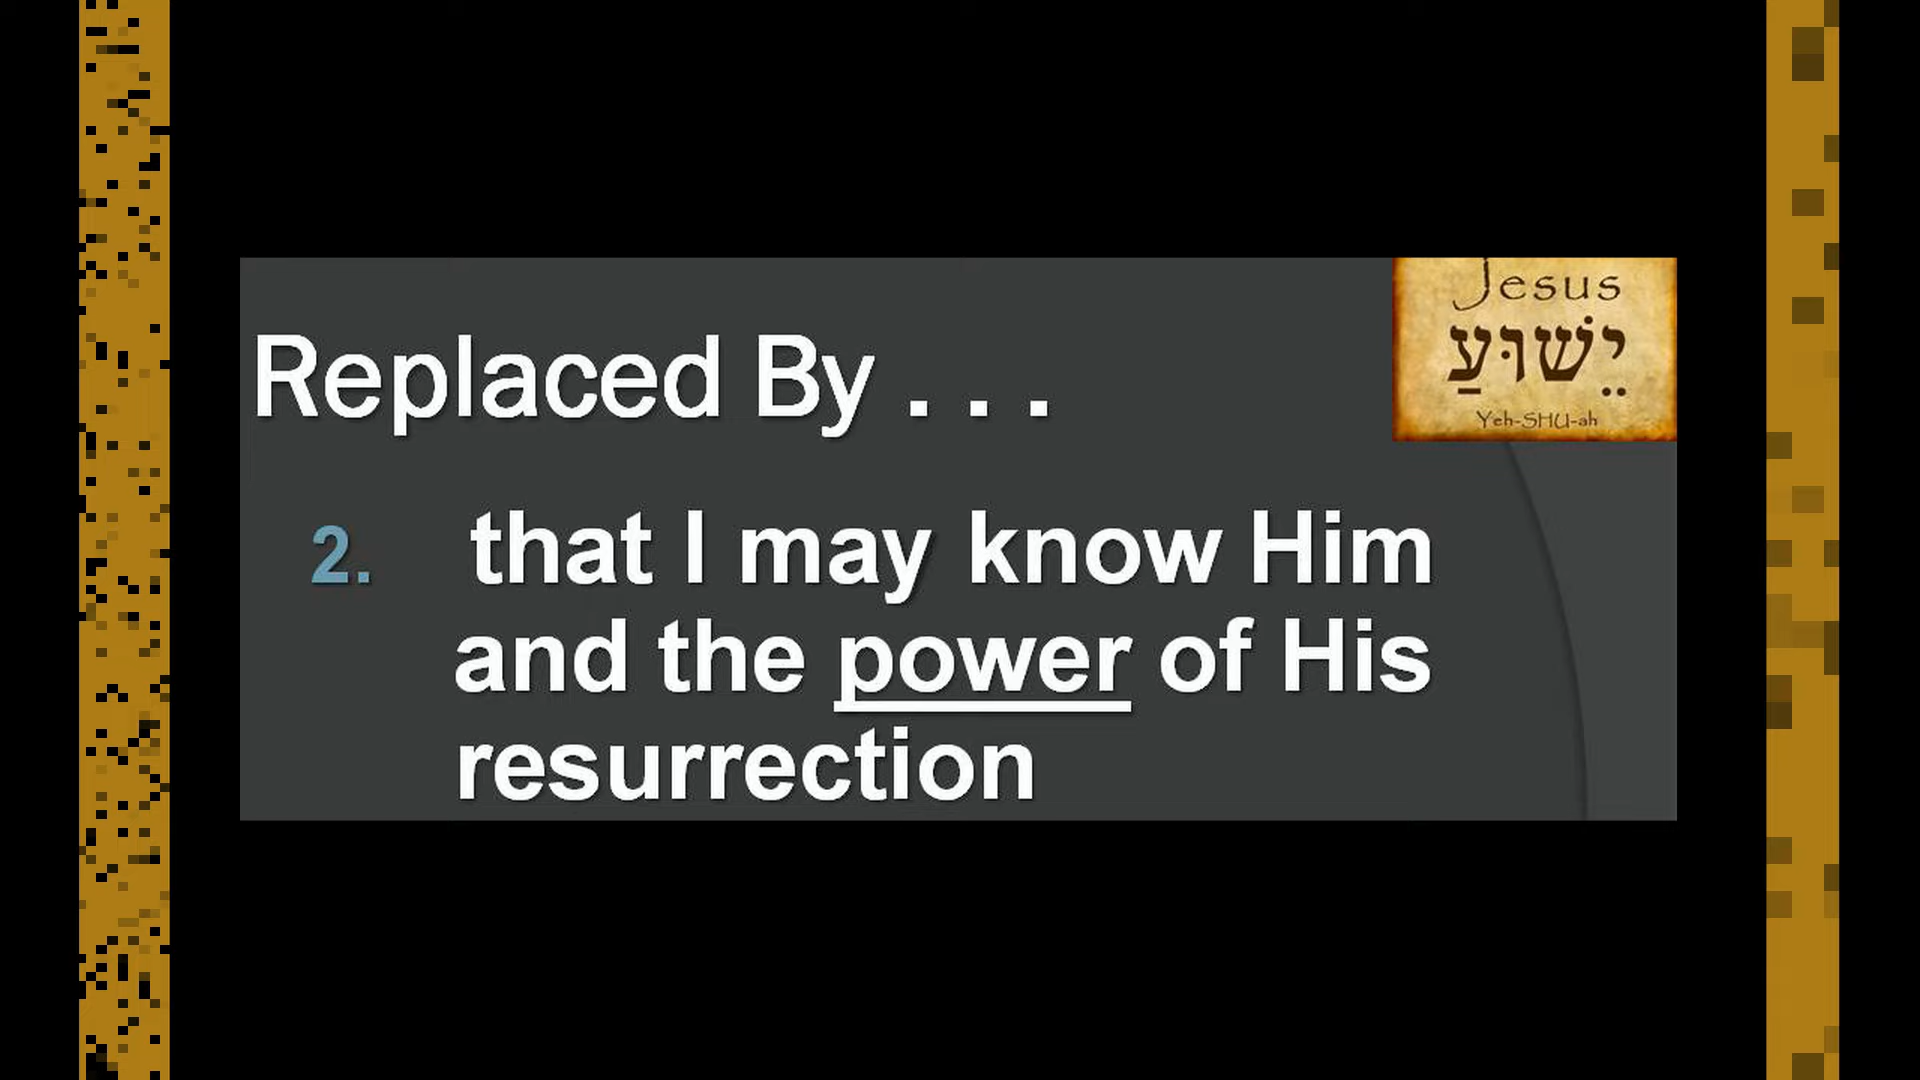 Jesus
יֵשׁוּעַ
Yeh-SHU-ah
Replaced By . . .
2. that I may know Him
and the power of His
resurrection